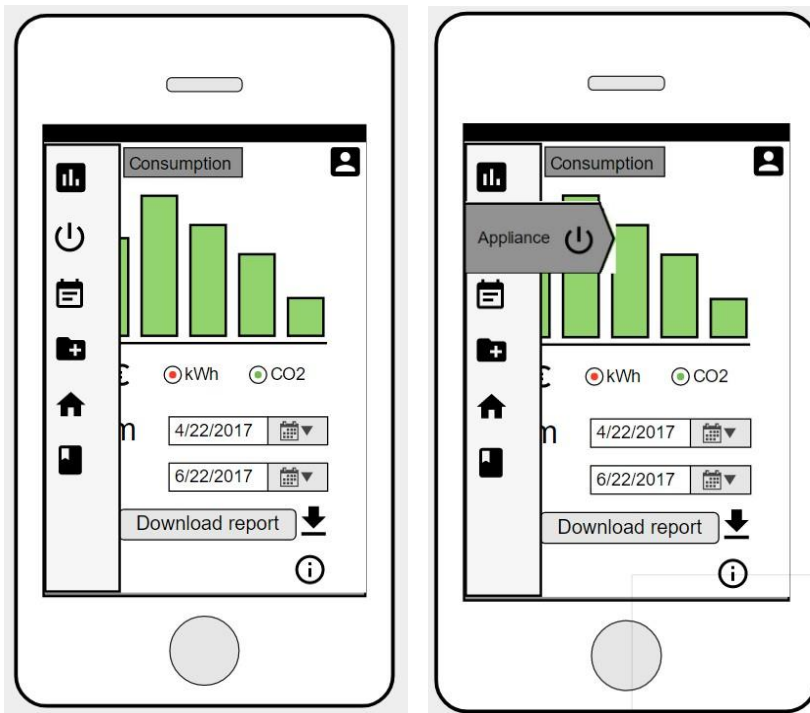 Consumption
€
kWh
CO2
m
4/22/2017
6/22/2017
Download report
Consumption
Appliance
€
kWh
CO2
m
4/22/2017
6/22/2017
Download report